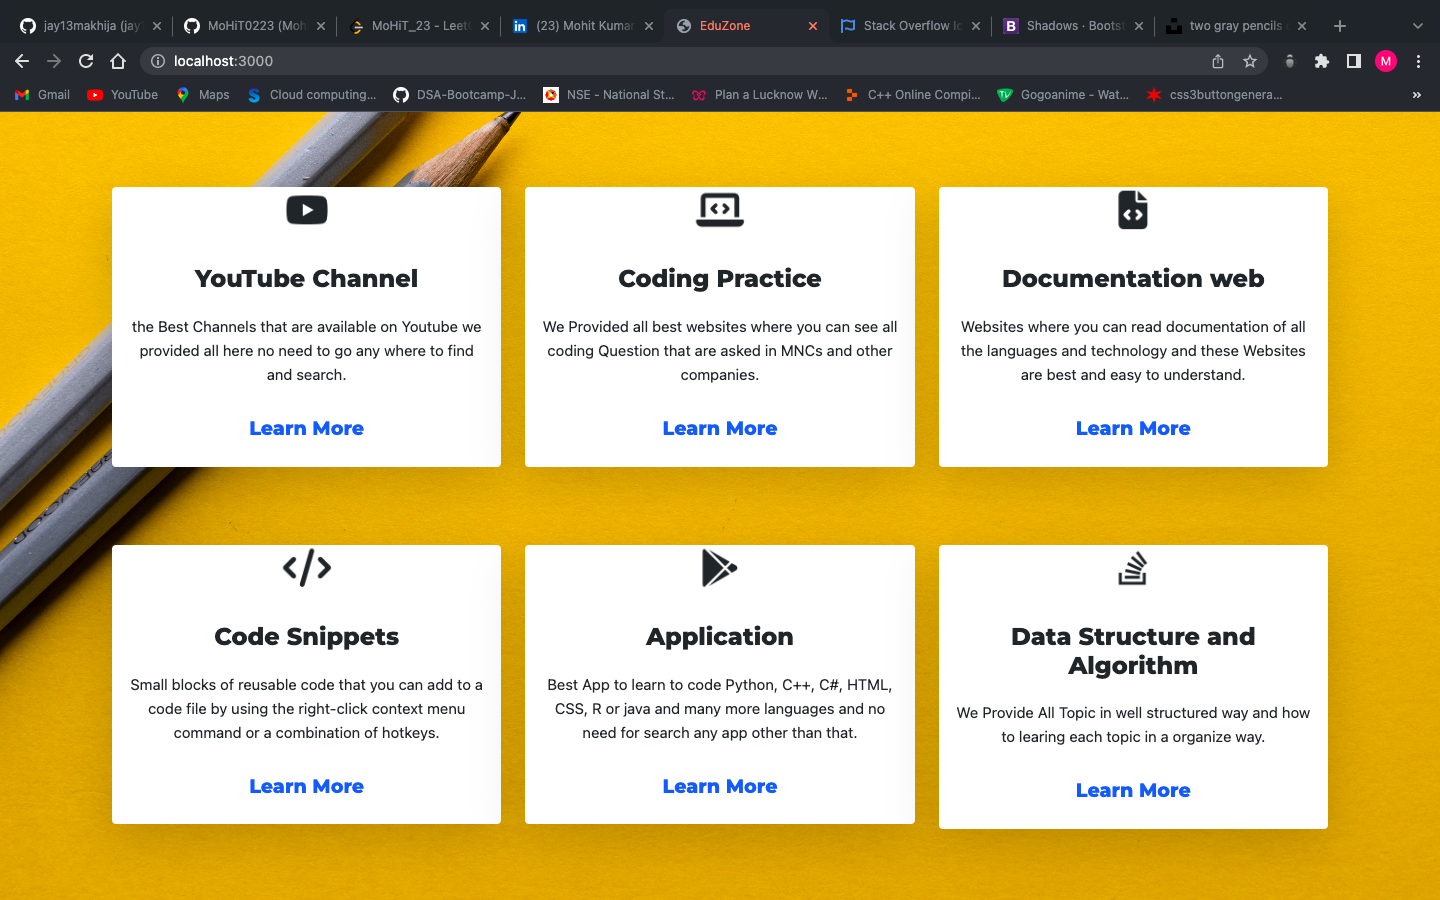 jay13makhija (jay
MoHiT0223 (Moh
MoHiT_23 - Leet
(23) Mohit Kumar
EduZone
Stack Overflow Ic
Shadows · Bootst
two gray pencils
localhost:3000
M
Gmail
YouTube
Maps
Cloud computing...
DSA-Bootcamp-J...
NSE - National St...
Plan a Lucknow W...
C++ Online Compi...
Gogoanime - Wat...
css3buttongenera...
»
YouTube Channel
the Best Channels that are available on Youtube we
provided all here no need to go any where to find
and search.
Learn More
Coding Practice
We Provided all best websites where you can see all
coding Question that are asked in MNCs and other
companies.
Learn More
Documentation web
Websites where you can read documentation of all
the languages and technology and these Websites
are best and easy to understand.
Learn More
Code Snippets
Small blocks of reusable code that you can add to a
code file by using the right-click context menu
command or a combination of hotkeys.
Learn More
Application
Best App to learn to code Python, C++, C#, HTML,
CSS, R or java and many more languages and no
need for search any app other than that.
Learn More
Data Structure and
Algorithm
We Provide All Topic in well structured way and how
to learing each topic in a organize way.
Learn More